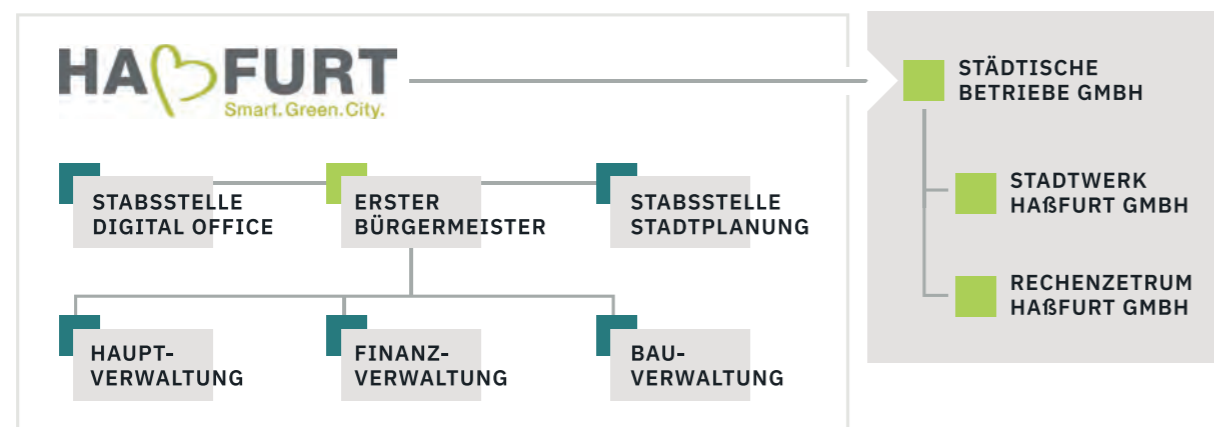 HAßFURT
Smart. Green. City.
STÄDTISCHE
BETRIEBE GMBH
STABSSTELLE
DIGITAL OFFICE
ERSTER
BÜRGERMEISTER
STABSSTELLE
STADTPLANUNG
STADTWERK
HAßFURT GMBH
RECHENZETRUM
HAßFURT GMBH
HAUPT-
VERWALTUNG
FINANZ-
VERWALTUNG
BAU-
VERWALTUNG